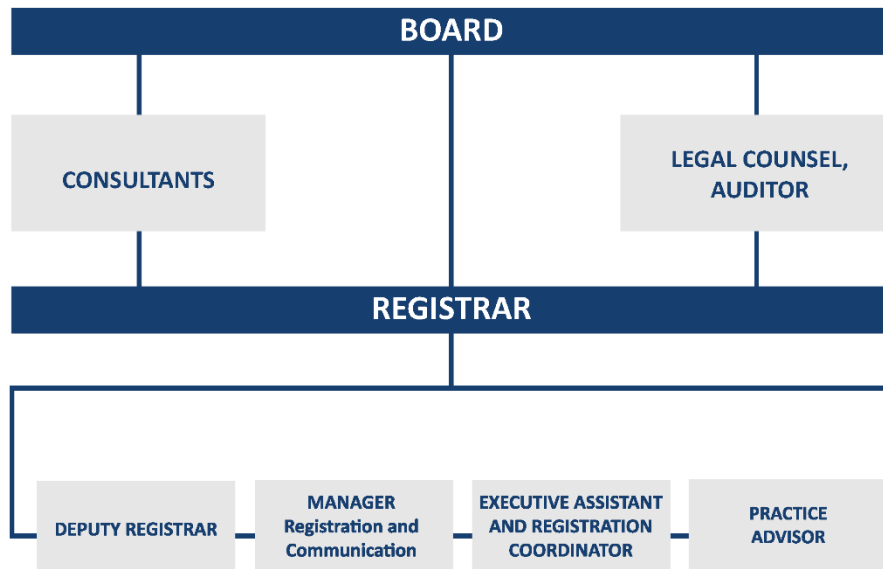 BOARD
CONSULTANTS
LEGAL COUNSEL,
AUDITOR
REGISTRAR
DEPUTY REGISTRAR
MANAGER
Registration and
Communication
EXECUTIVE ASSISTANT
AND REGISTRATION
COORDINATOR
PRACTICE
ADVISOR